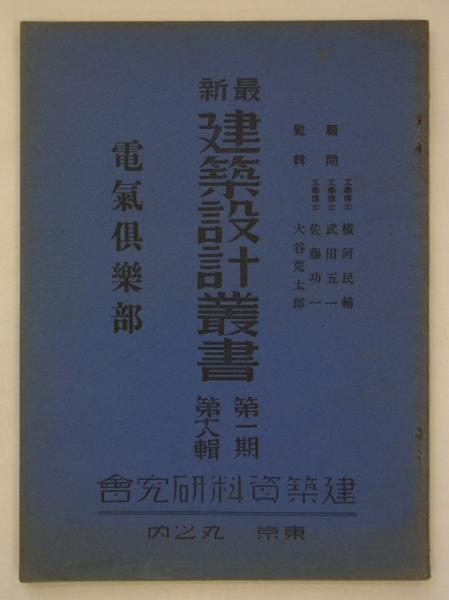 顧問 工學博士 横河民輔
工學博士 武田五一
工學博士 佐藤功一
監輯 大谷荒太郎
最新
建築設計叢書
第一期
第十八輯
電氣倶樂部
建築資料研究會
東京 丸之内